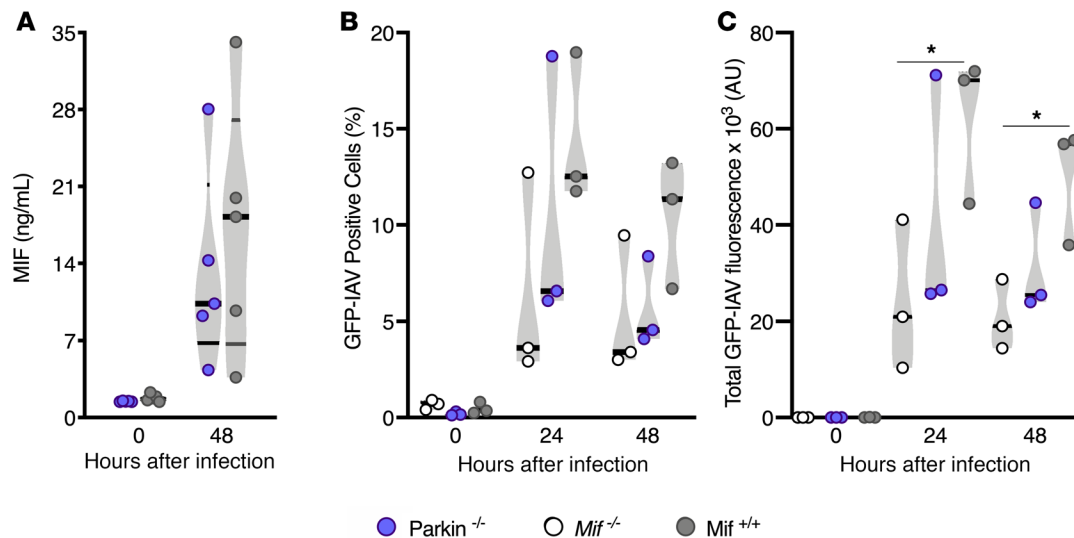 A
MIF (ng/mL)
35
28
21
14
7
0
0 48
Hours after infection
B
GFP-IAV Positive Cells (%)
20
15
10
5
0
0 24 48
Hours after infection
C
Total GFP-IAV fluorescence x 10³ (AU)
80
60
40
20
0
* *
0 24 48
Hours after infection
Parkin -/- Mif -/- Mif +/+